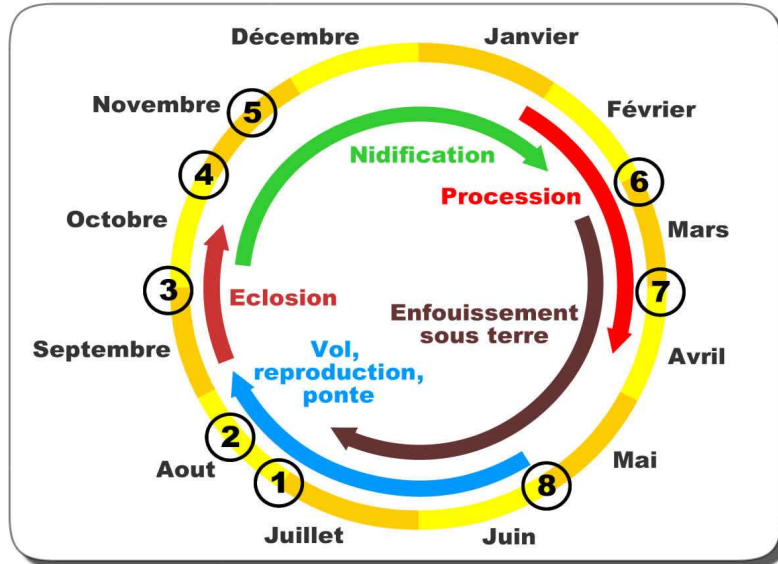 Décembre
Janvier
Novembre
5
Février
Nidification
4
6
Procession
Octobre
Mars
3
Eclosion
7
Enfouissement
sous terre
Septembre
Vol,
reproduction,
ponte
Avril
2
Aout
1
8
Mai
Juillet
Juin